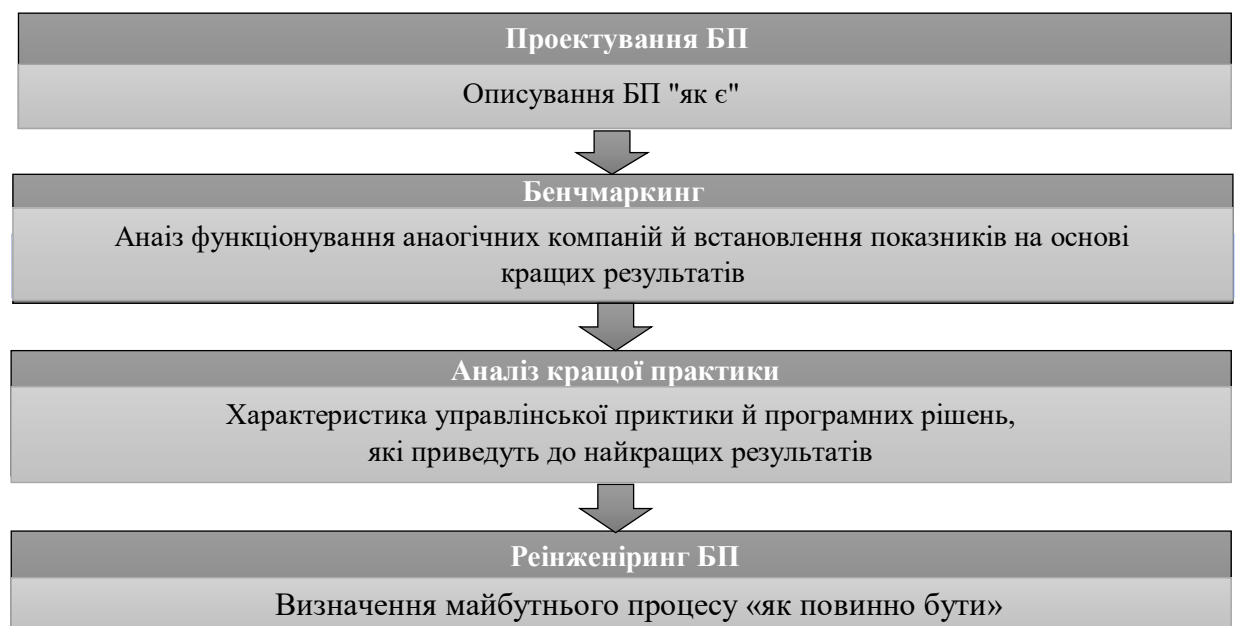 Проектування БП
Описування БП "як є"
Бенчмаркинг
Анаіз функціонування анаогічних компаній й встановлення показників на основі
кращих результатів
Аналіз кращої практики
Характеристика управлінської приктики й програмних рішень,
які приведуть до найкращих результатів
Реінженіринг БП
Визначення майбутнього процесу «як повинно бути»